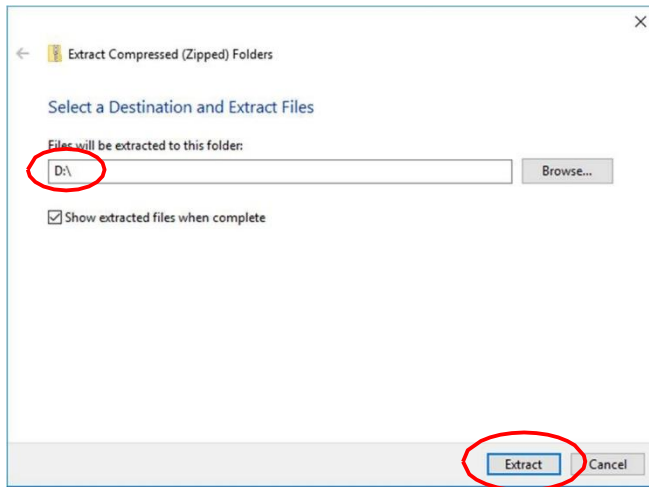 Extract Compressed (Zipped) Folders
Select a Destination and Extract Files
Files will be extracted to this folder:
D:\
Browse...
Show extracted files when complete
Extract
Cancel